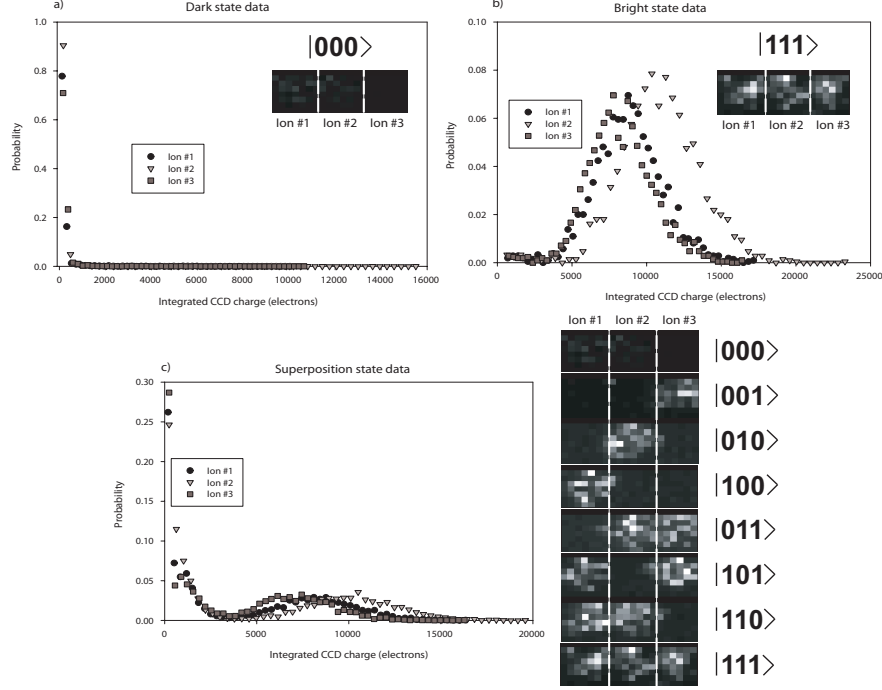 a)
Dark state data
1.0
0.8
0.6
0.4
0.2
0.0
Probability
0 2000 4000 6000 8000 10000 12000 14000 16000
Integrated CCD charge (electrons)
Ion #1
Ion #2
Ion #3
|000>
Ion #1 Ion #2 Ion #3
b)
Bright state data
0.10
0.08
0.06
0.04
0.02
0.00
Probability
0 5000 10000 15000 20000 25000
Integrated CCD charge (electrons)
Ion #1
Ion #2
Ion #3
|111>
Ion #1 Ion #2 Ion #3
c)
Superposition state data
0.30
0.25
0.20
0.15
0.10
0.05
0.00
Probability
0 5000 10000 15000 20000
Integrated CCD charge (electrons)
Ion #1
Ion #2
Ion #3
Ion #1 Ion #2 Ion #3
|000>
|001>
|010>
|100>
|011>
|101>
|110>
|111>